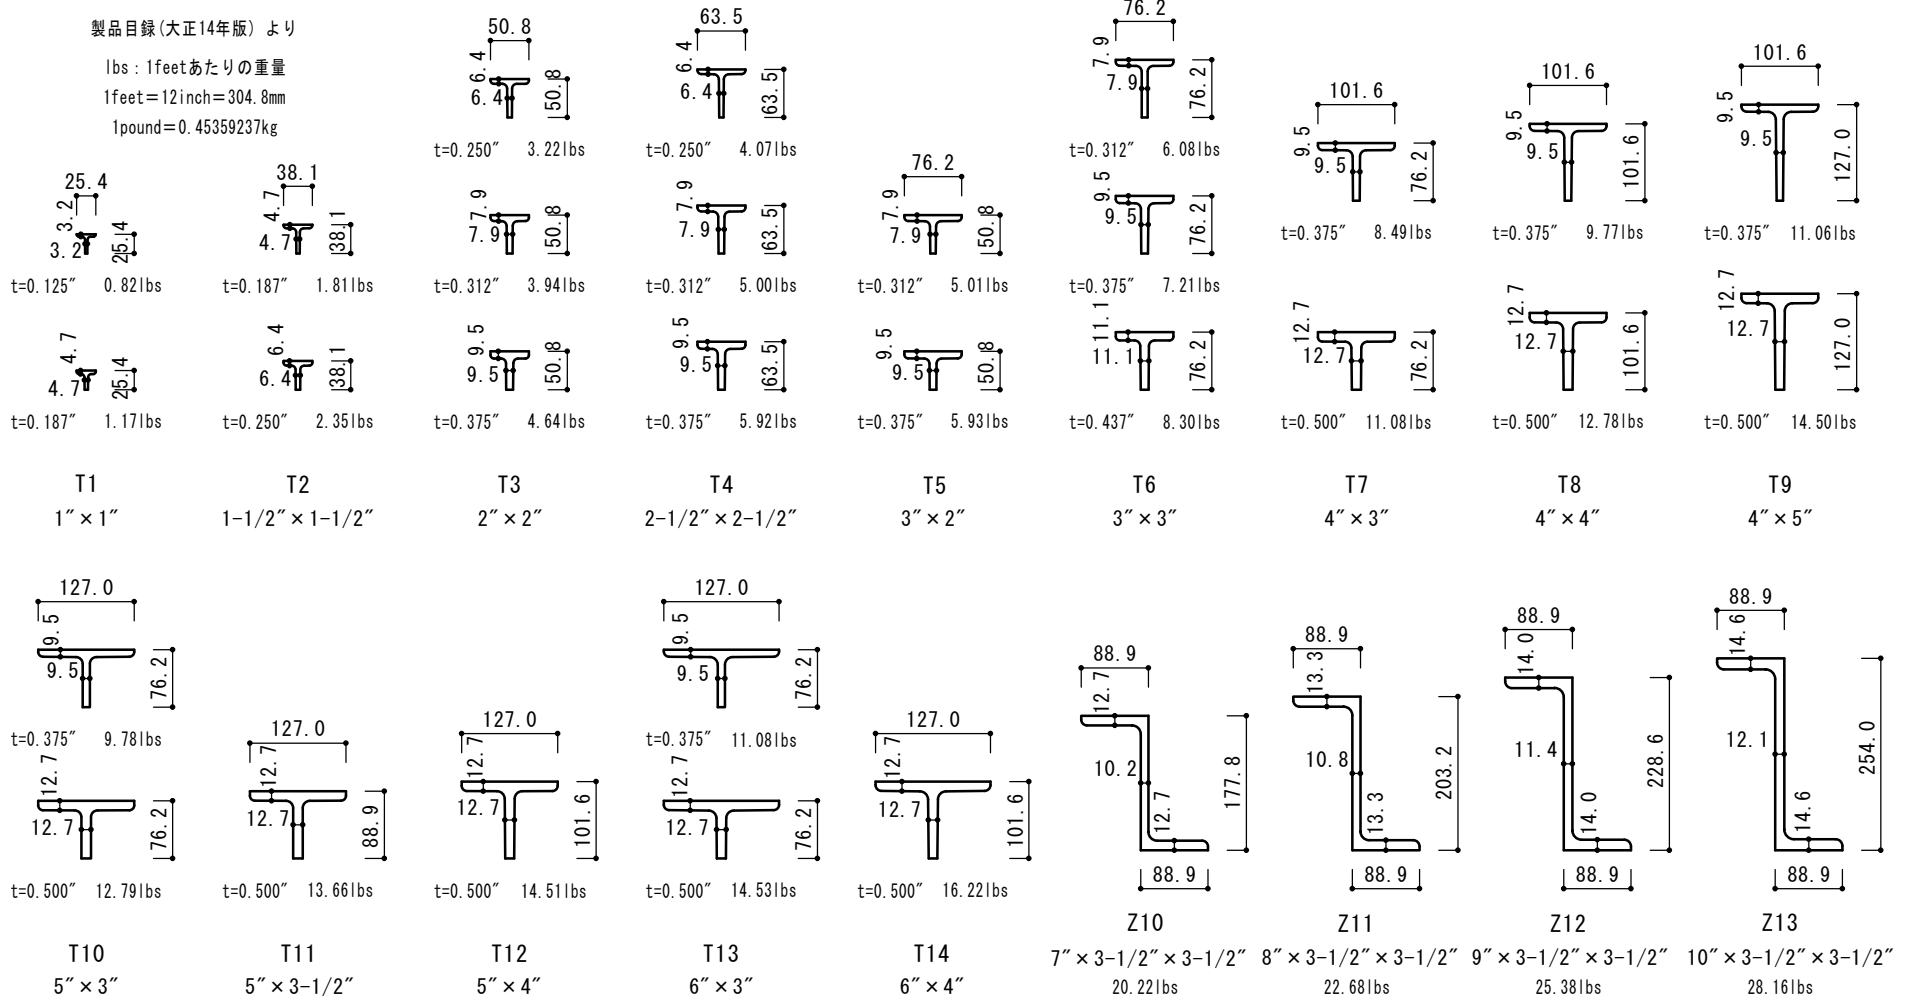 製品目録(大正14年版) より
lbs : 1feetあたりの重量
1feet=12inch=304.8㎜
1pound=0.45359237kg
25.4
3.2
3.2
25.4
t=0.125″ 0.82lbs
4.7
4.7
25.4
t=0.187″ 1.17lbs
T1
1″×1″
38.1
4.7
4.7
38.1
t=0.187″ 1.81lbs
6.4
6.4
38.1
t=0.250″ 2.35lbs
T2
1-1/2″×1-1/2″
50.8
6.4
6.4
50.8
t=0.250″ 3.22lbs
7.9
7.9
50.8
t=0.312″ 3.94lbs
9.5
9.5
50.8
t=0.375″ 4.64lbs
T3
2″×2″
63.5
6.4
6.4
63.5
t=0.250″ 4.07lbs
7.9
7.9
63.5
t=0.312″ 5.00lbs
9.5
9.5
63.5
t=0.375″ 5.92lbs
T4
2-1/2″×2-1/2″
76.2
7.9
7.9
50.8
t=0.312″ 5.01lbs
9.5
9.5
50.8
t=0.375″ 5.93lbs
T5
3″×2″
76.2
7.9
7.9
76.2
t=0.312″ 6.08lbs
9.5
9.5
76.2
t=0.375″ 7.21lbs
11.1
11.1
76.2
t=0.437″ 8.30lbs
T6
3″×3″
101.6
9.5
9.5
76.2
t=0.375″ 8.49lbs
12.7
12.7
76.2
t=0.500″ 11.08lbs
T7
4″×3″
101.6
9.5
9.5
101.6
t=0.375″ 9.77lbs
12.7
12.7
101.6
t=0.500″ 12.78lbs
T8
4″×4″
101.6
9.5
9.5
127.0
t=0.375″ 11.06lbs
12.7
12.7
127.0
t=0.500″ 14.50lbs
T9
4″×5″
127.0
9.5
9.5
76.2
t=0.375″ 9.78lbs
12.7
12.7
76.2
t=0.500″ 12.79lbs
T10
5″×3″
127.0
12.7
12.7
88.9
t=0.500″ 13.66lbs
T11
5″×3-1/2″
127.0
12.7
12.7
101.6
t=0.500″ 14.51lbs
T12
5″×4″
127.0
9.5
9.5
76.2
t=0.375″ 11.08lbs
12.7
12.7
76.2
t=0.500″ 14.53lbs
T13
6″×3″
127.0
12.7
12.7
101.6
t=0.500″ 16.22lbs
T14
6″×4″
88.9
12.7
10.2
177.8
12.7
88.9
Z10
7″×3-1/2″×3-1/2″
20.22lbs
88.9
13.3
10.8
203.2
13.3
88.9
Z11
8″×3-1/2″×3-1/2″
22.68lbs
88.9
14.0
11.4
228.6
14.0
88.9
Z12
9″×3-1/2″×3-1/2″
25.38lbs
88.9
14.6
12.1
254.0
14.6
88.9
Z13
10″×3-1/2″×3-1/2″
28.16lbs